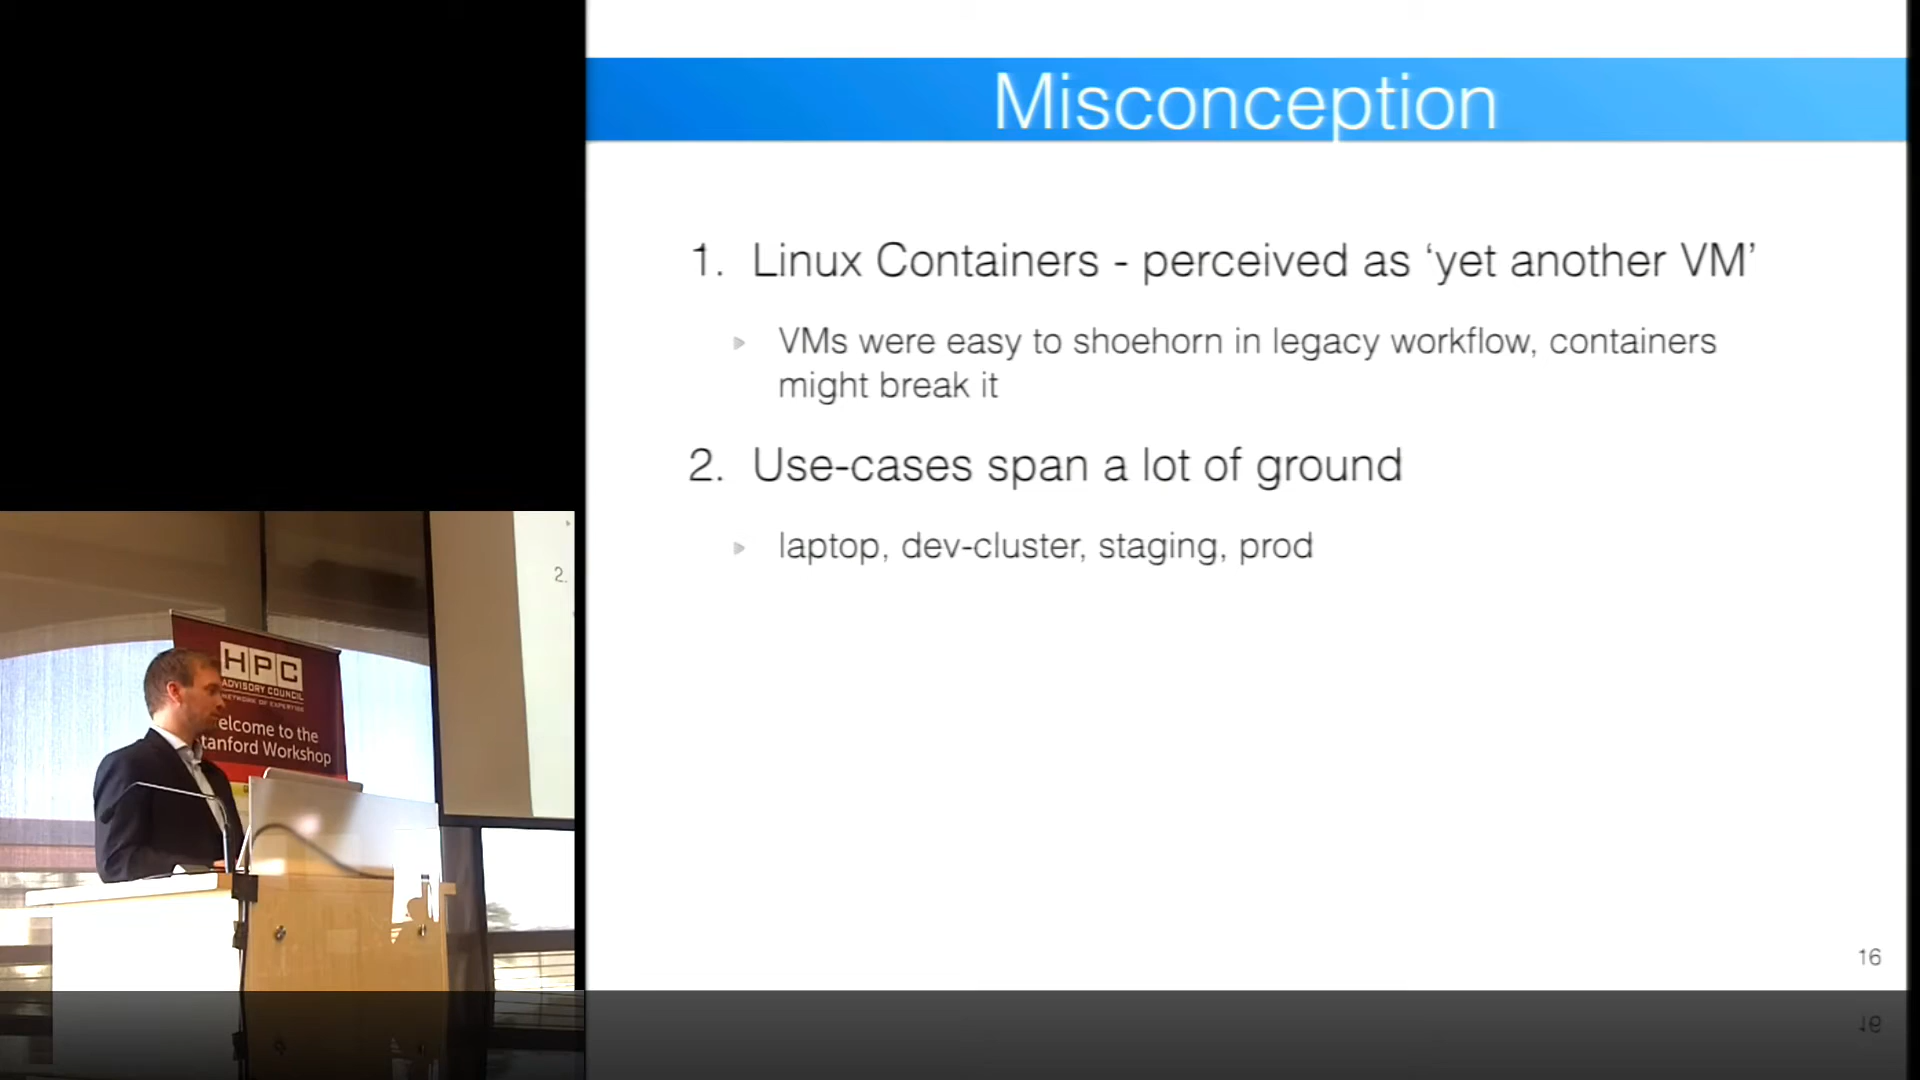 Misconception
1. Linux Containers - perceived as ‘yet another VM’
VMs were easy to shoehorn in legacy workflow, containers
might break it
2. Use-cases span a lot of ground
laptop, dev-cluster, staging, prod
16
2.
HPC
ADVISORY COUNCIL
NETWORK OF EXPERTISE
elcome to the
tanford Workshop